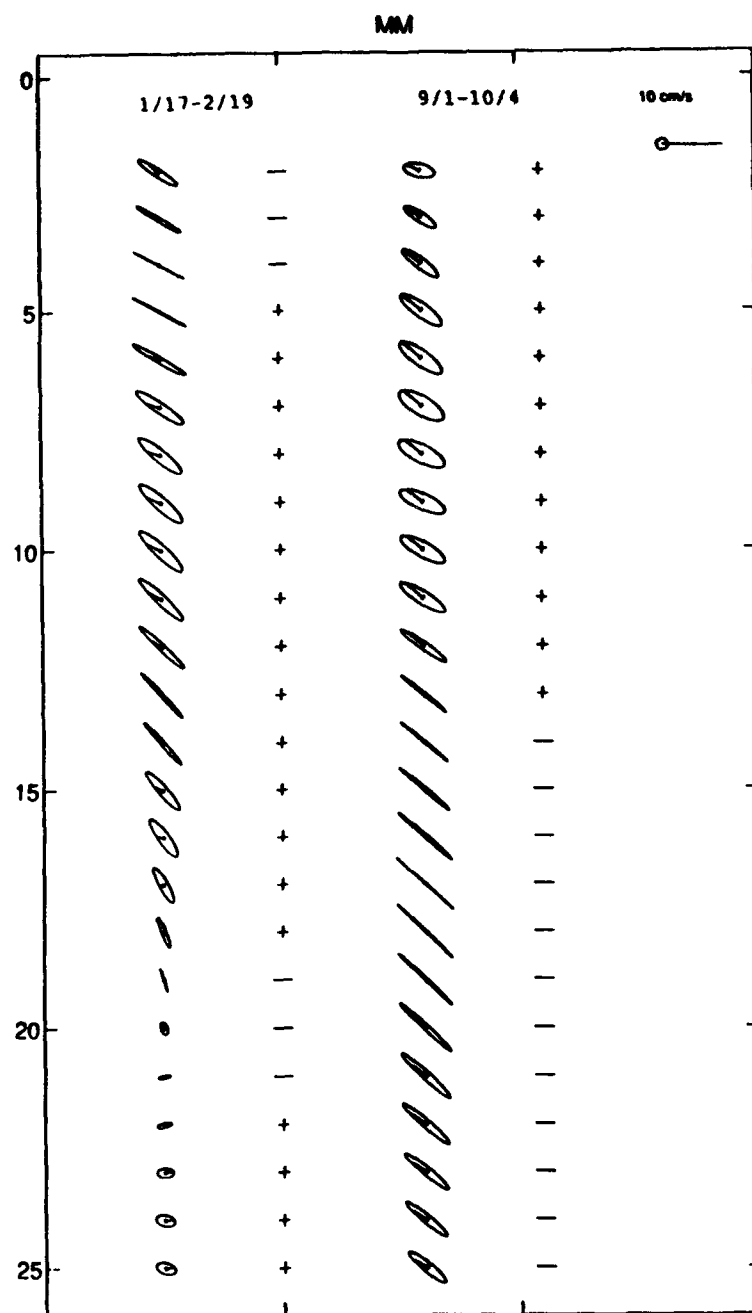 MM
0
1/17-2/19 9/1-10/4 10 cm/s
− +
− +
− +
5 + +
+ +
+ +
+ +
+ +
10 + +
+ +
+ +
+ +
+ −
15 + −
+ −
+ −
+ −
− −
20 − −
− −
+ −
+ −
+ −
25 + −